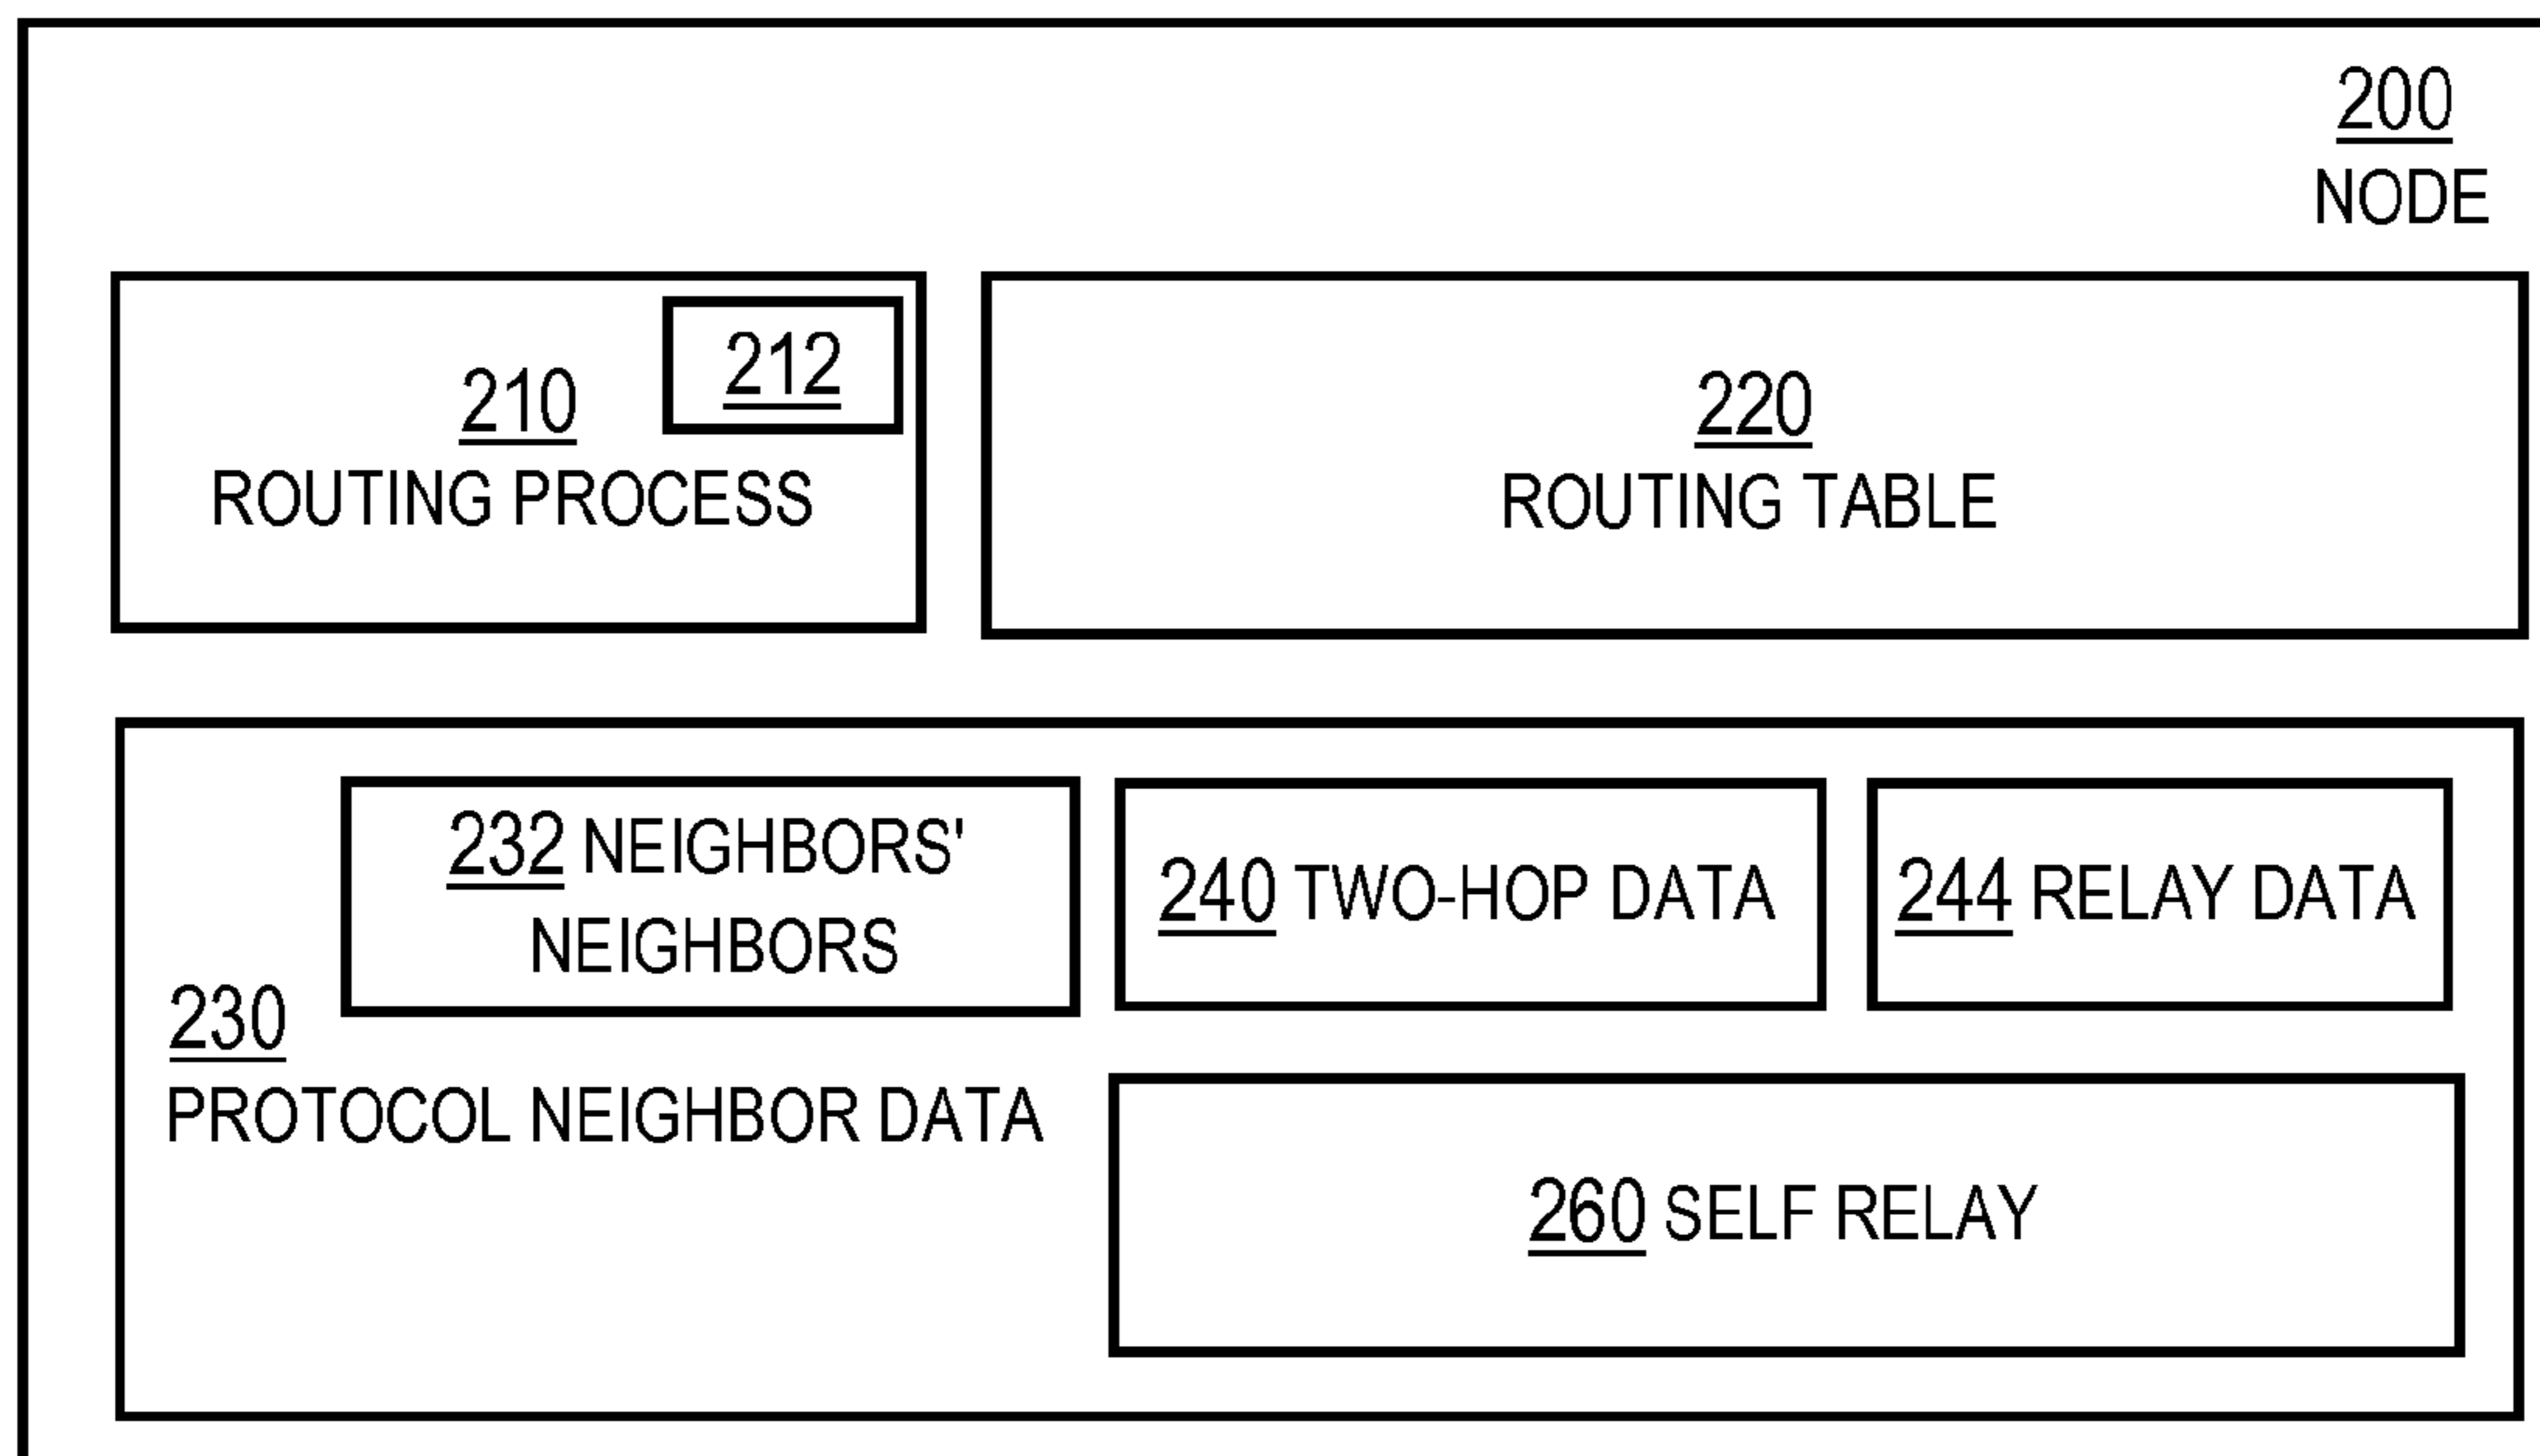 200
NODE
212
210
ROUTING PROCESS
220
ROUTING TABLE
232 NEIGHBORS'
NEIGHBORS
240 TWO-HOP DATA
244 RELAY DATA
230
PROTOCOL NEIGHBOR DATA
260 SELF RELAY